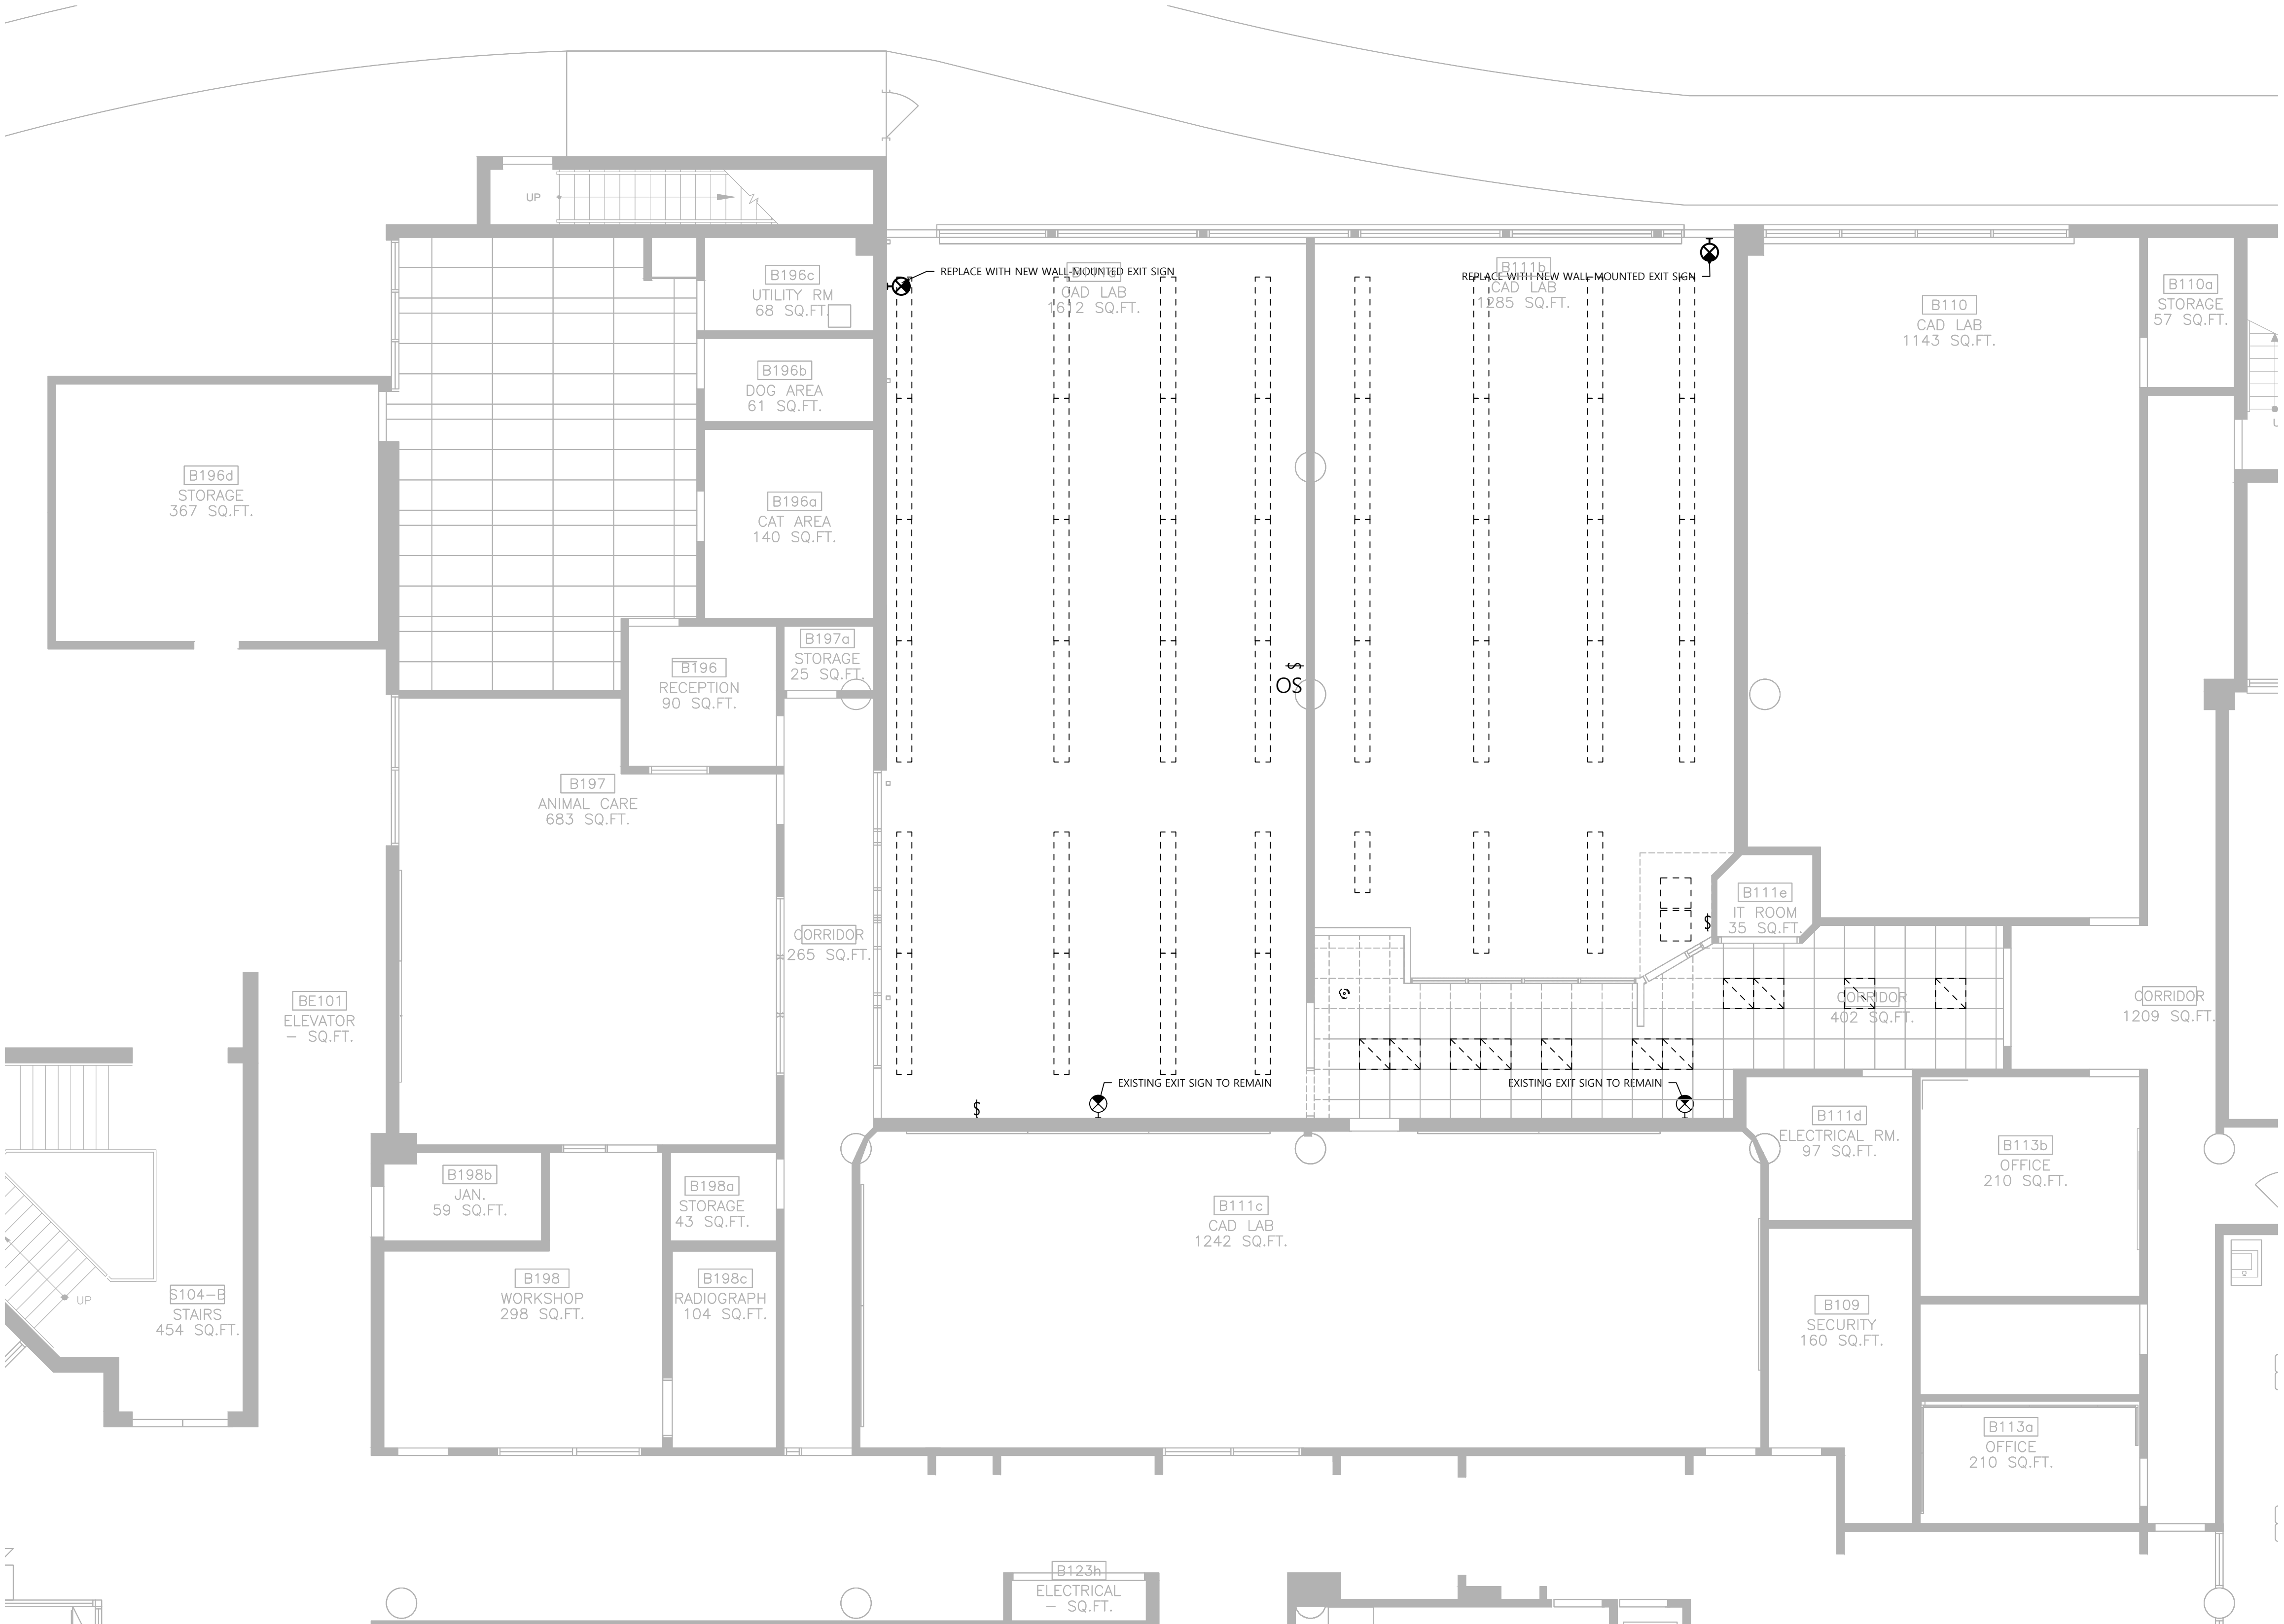 UP
B196c
UTILITY RM
68 SQ.FT.
REPLACE WITH NEW WALL-MOUNTED EXIT SIGN
CAD LAB
1612 SQ.FT.
REPLACE WITH NEW WALL-MOUNTED EXIT SIGN
B111b
CAD LAB
1285 SQ.FT.
B110
CAD LAB
1143 SQ.FT.
B110a
STORAGE
57 SQ.FT.
B196b
DOG AREA
61 SQ.FT.
B196d
STORAGE
367 SQ.FT.
B196a
CAT AREA
140 SQ.FT.
B197a
STORAGE
25 SQ.FT.
B196
RECEPTION
90 SQ.FT.
$
OS
B197
ANIMAL CARE
683 SQ.FT.
CORRIDOR
265 SQ.FT.
$
B111e
IT ROOM
35 SQ.FT.
BE101
ELEVATOR
– SQ.FT.
CORRIDOR
402 SQ.FT.
CORRIDOR
1209 SQ.FT.
EXISTING EXIT SIGN TO REMAIN
EXISTING EXIT SIGN TO REMAIN
$
B111d
ELECTRICAL RM.
97 SQ.FT.
B113b
OFFICE
210 SQ.FT.
B198b
JAN.
59 SQ.FT.
B198a
STORAGE
43 SQ.FT.
B111c
CAD LAB
1242 SQ.FT.
B198
WORKSHOP
298 SQ.FT.
B198c
RADIOGRAPH
104 SQ.FT.
UP
S104–B
STAIRS
454 SQ.FT.
B109
SECURITY
160 SQ.FT.
B113a
OFFICE
210 SQ.FT.
B123h
ELECTRICAL
– SQ.FT.